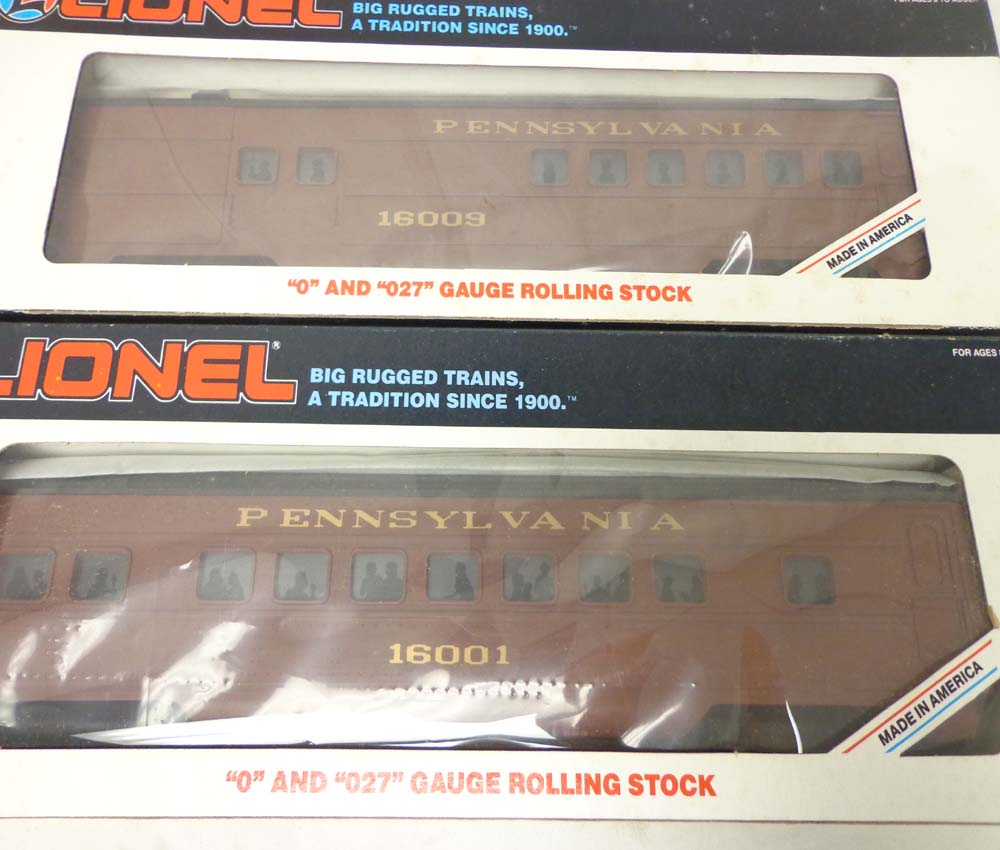 LIONEL
BIG RUGGED TRAINS,
A TRADITION SINCE 1900.™
PENNSYLVANIA
16009
MADE IN AMERICA
"0" AND "027" GAUGE ROLLING STOCK
LIONEL®
BIG RUGGED TRAINS,
A TRADITION SINCE 1900.™
FOR AGES
PENNSYLVANIA
16001
MADE IN AMERICA
"0" AND "027" GAUGE ROLLING STOCK